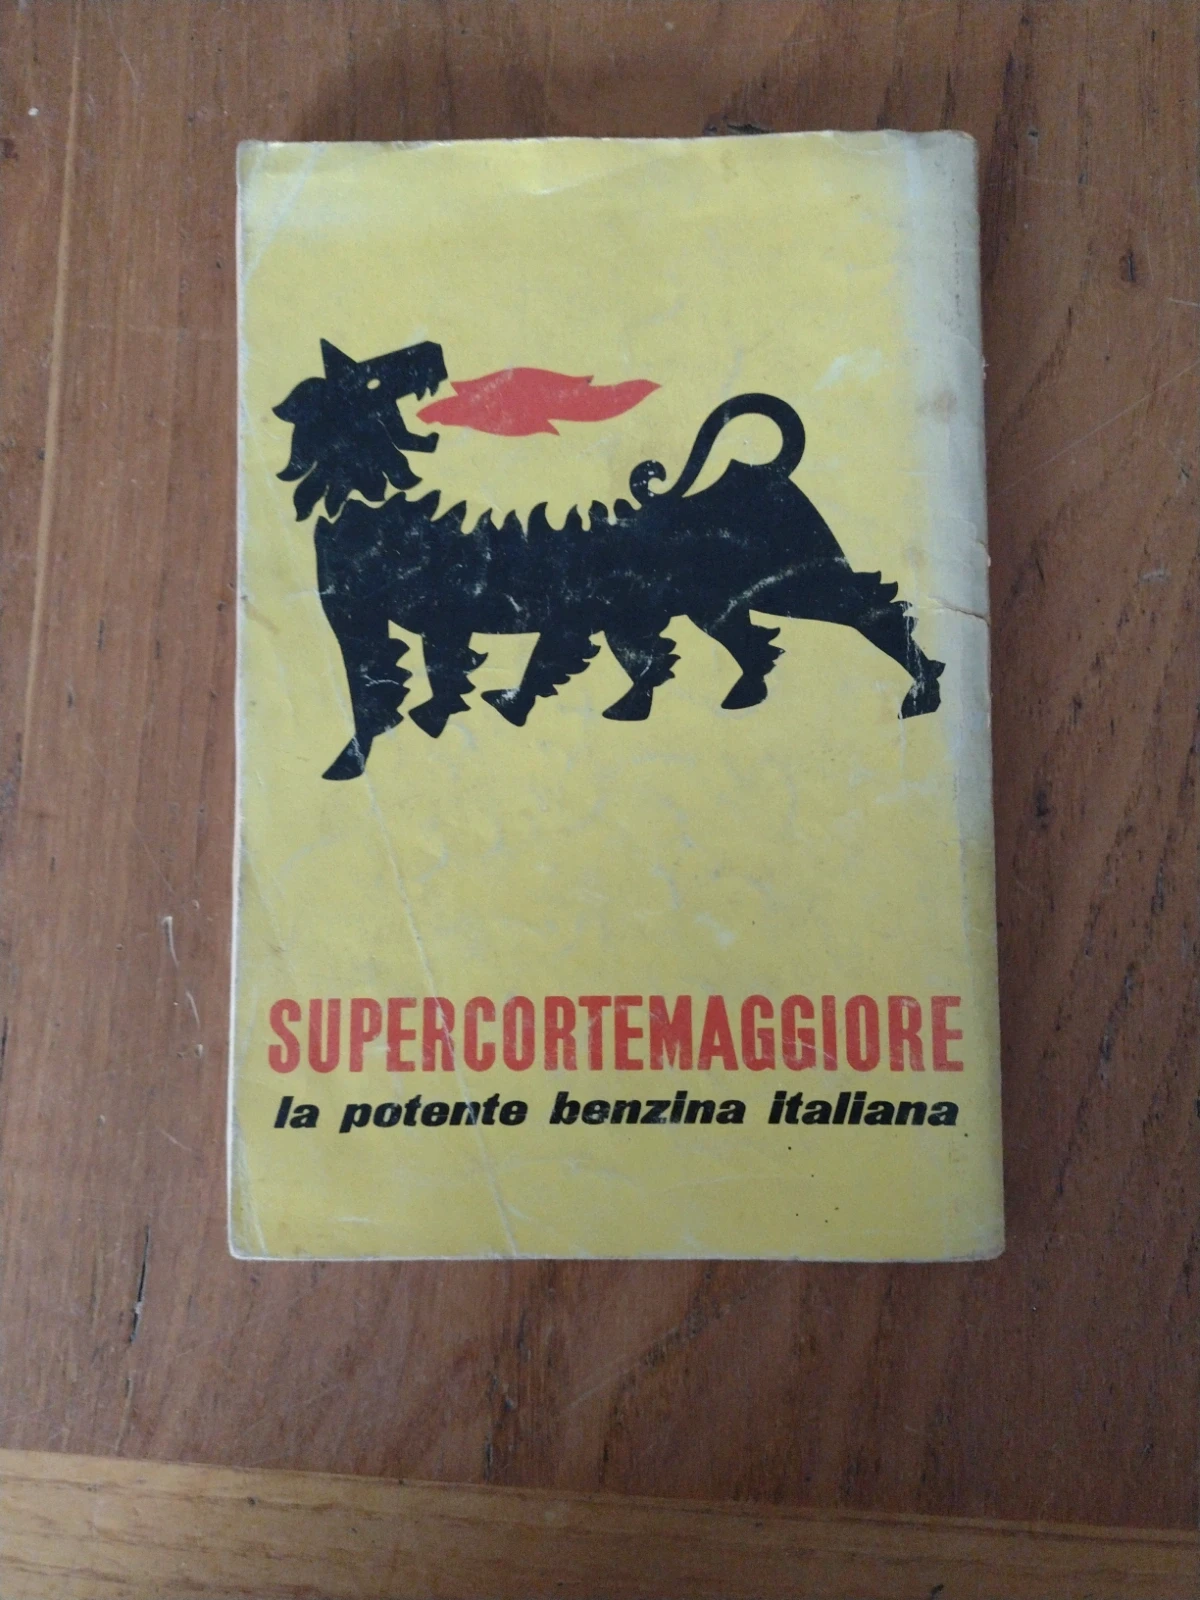 SUPERCORTEMAGGIORE
la potente benzina italiana